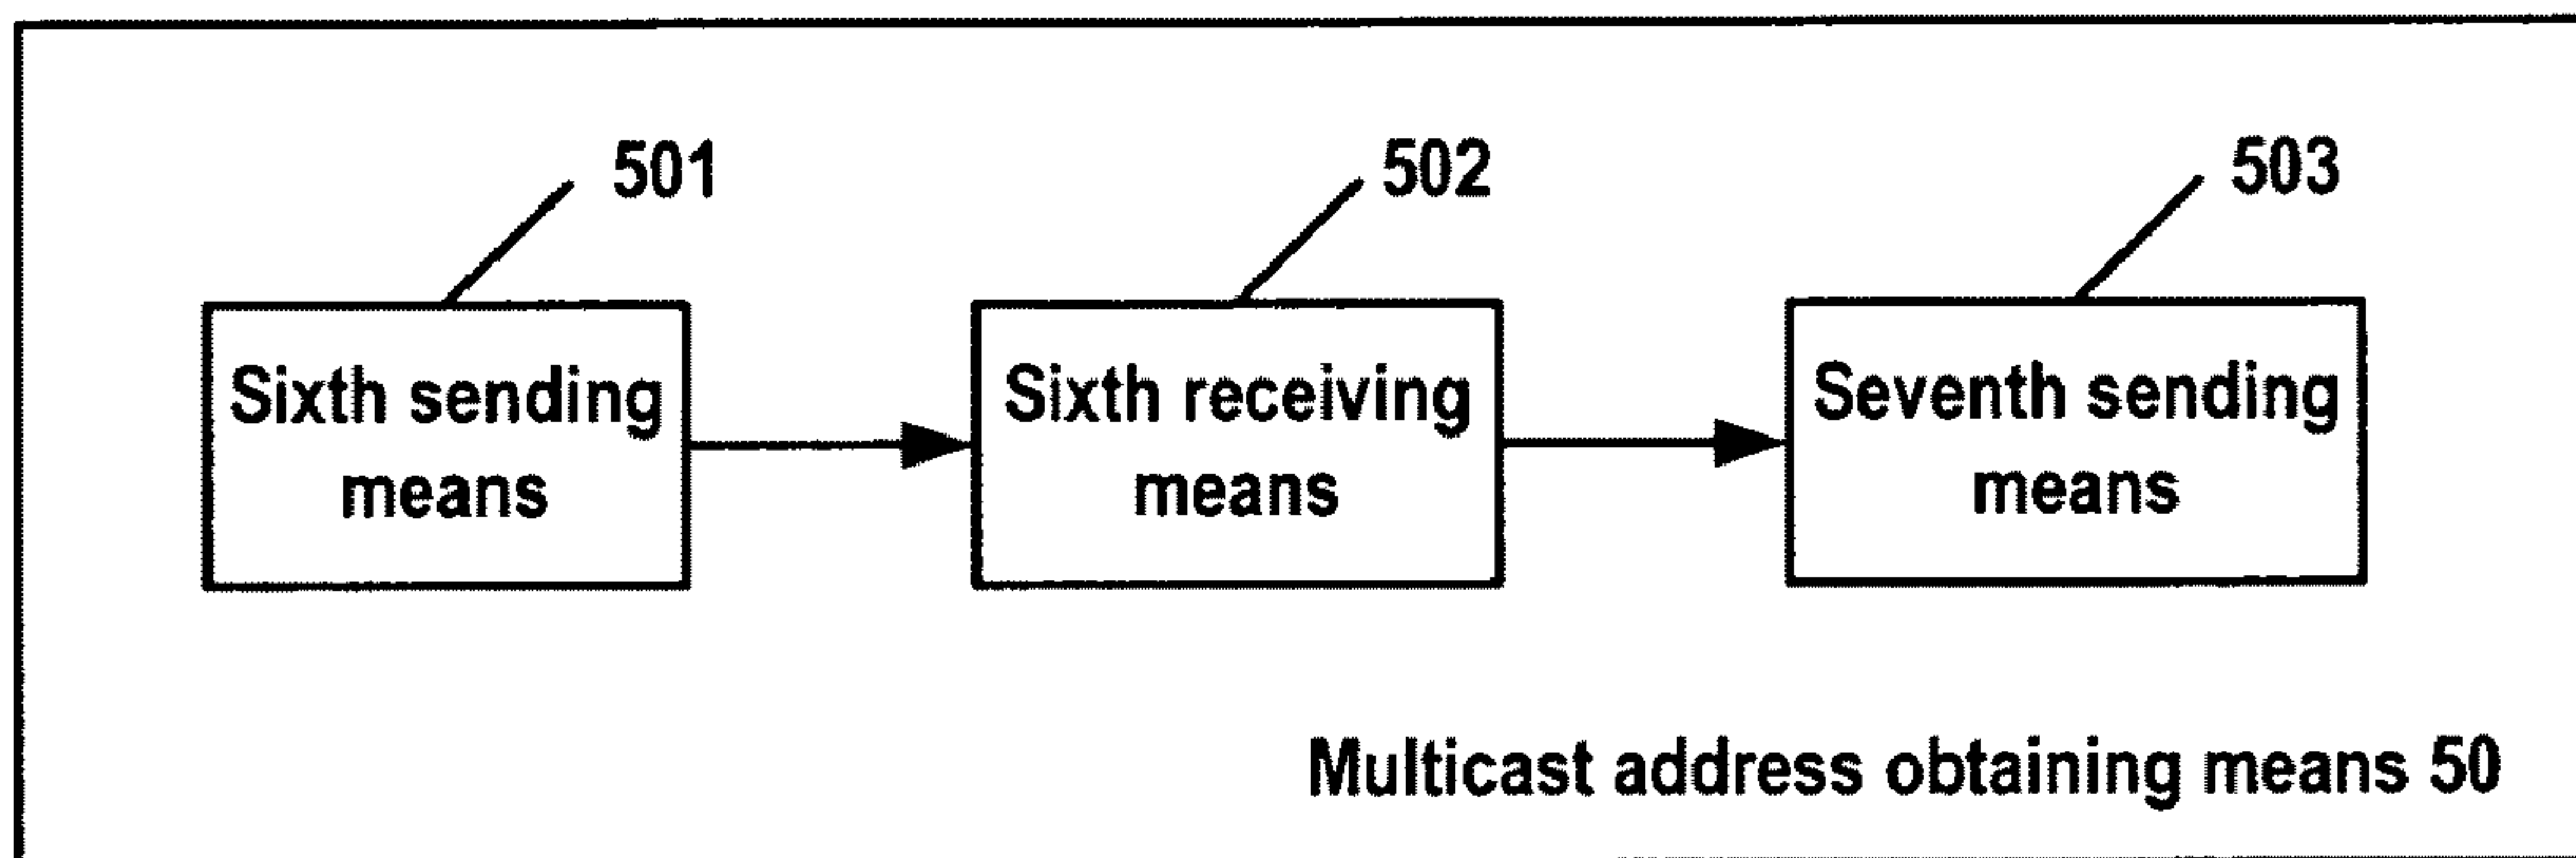 501
502
503
Sixth sending
means
Sixth receiving
means
Seventh sending
means
Multicast address obtaining means 50